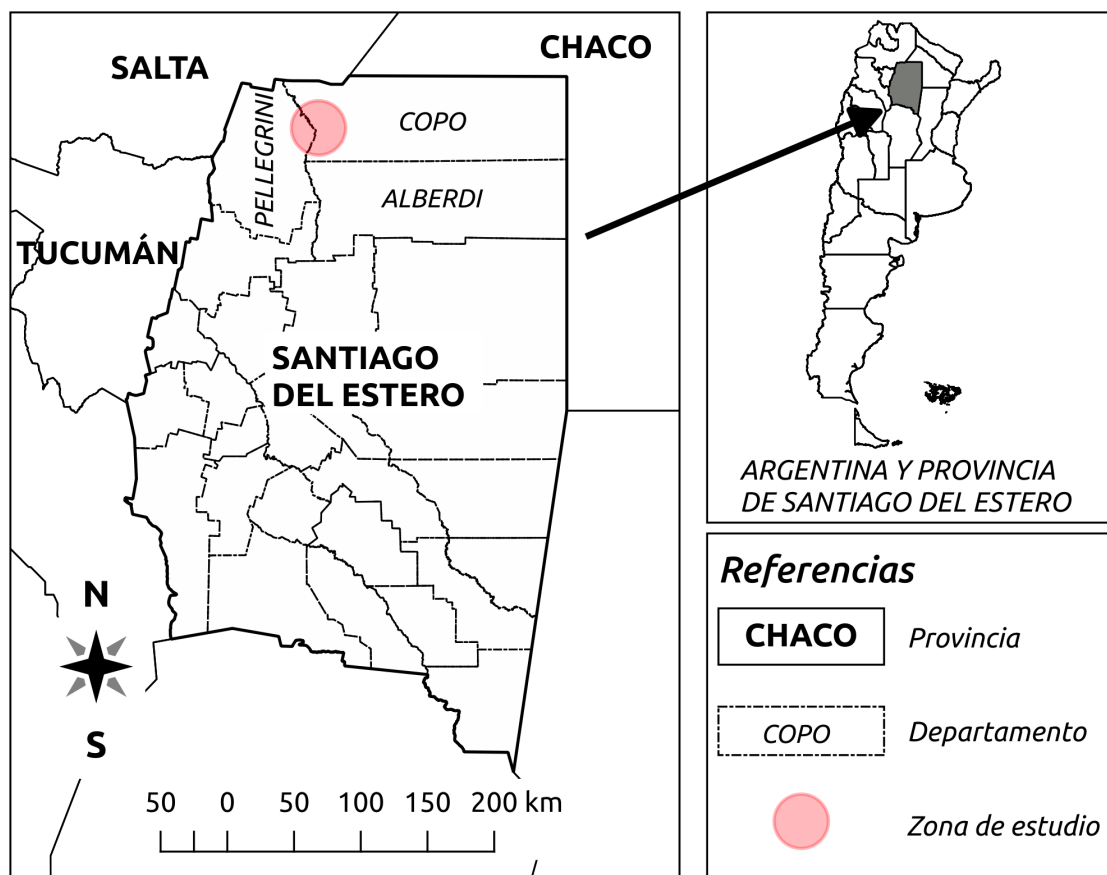 CHACO
SALTA
PELLEGRINI
COPO
ALBERDI
TUCUMÁN
SANTIAGO
DEL ESTERO
N
S
50 0 50 100 150 200 km
ARGENTINA Y PROVINCIA
DE SANTIAGO DEL ESTERO
Referencias
CHACO Provincia
COPO Departamento
Zona de estudio